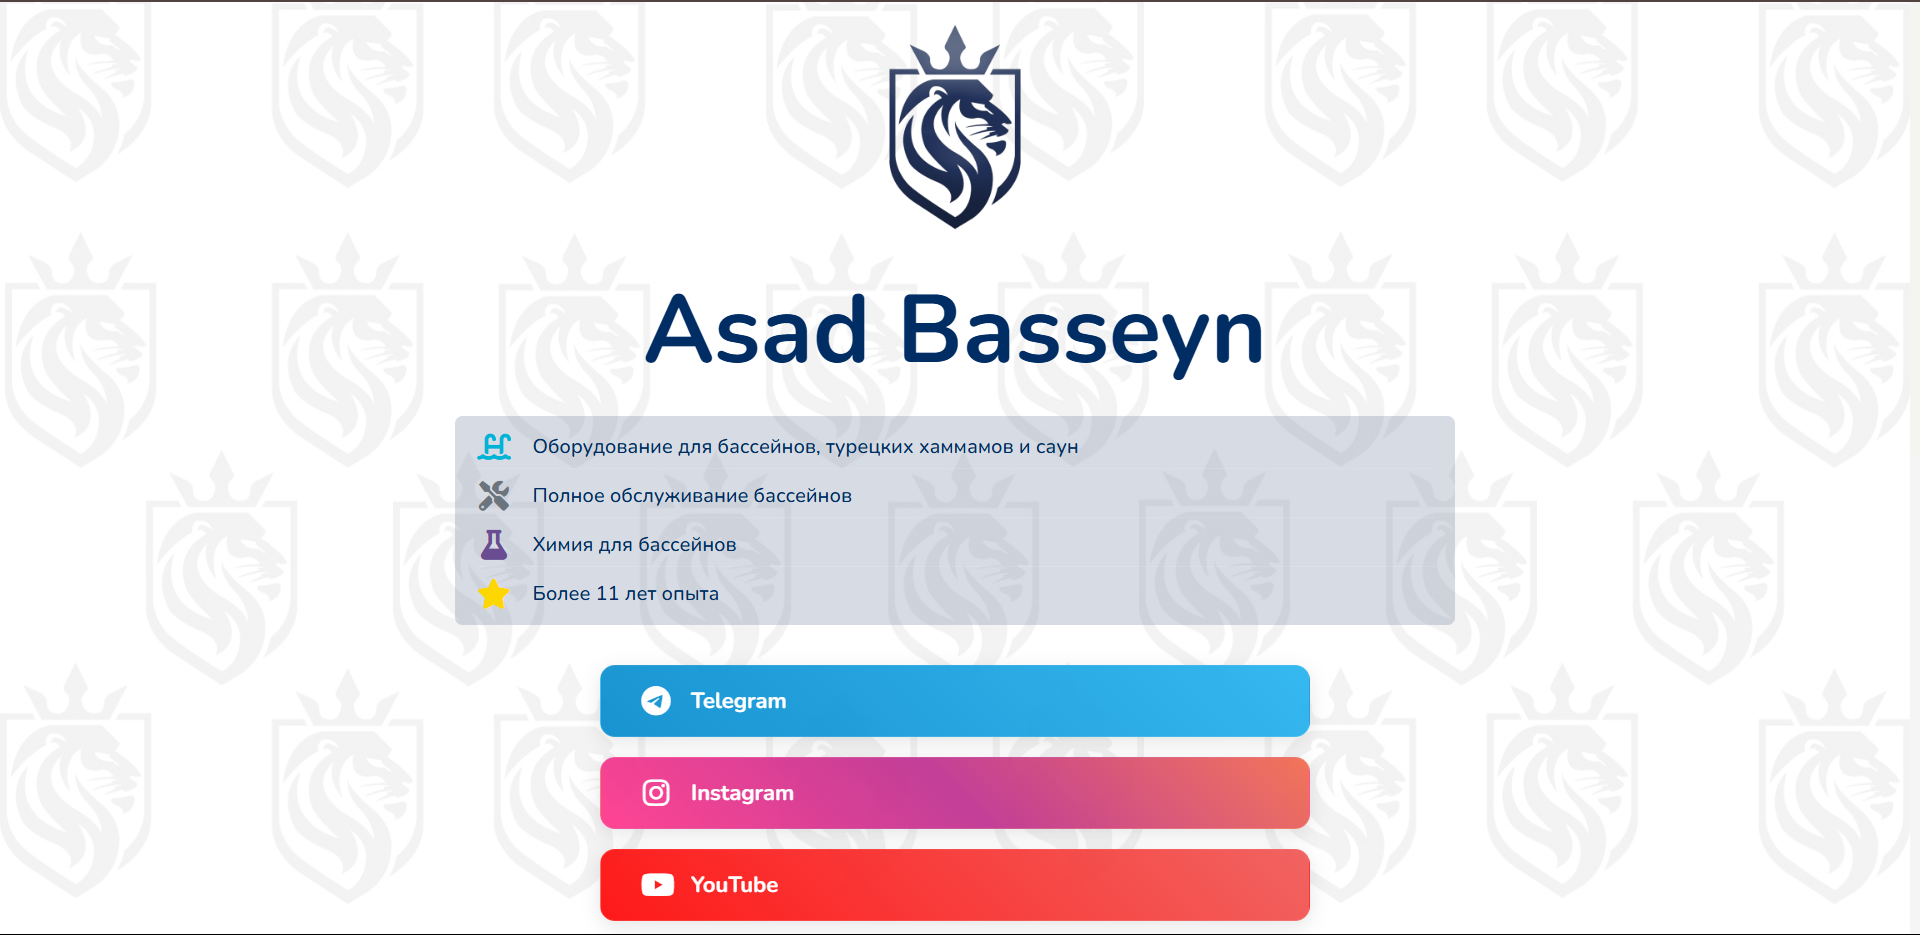 Asad Basseyn
Оборудование для бассейнов, турецких хаммамов и саун
Полное обслуживание бассейнов
Химия для бассейнов
Более 11 лет опыта
Telegram
Instagram
YouTube